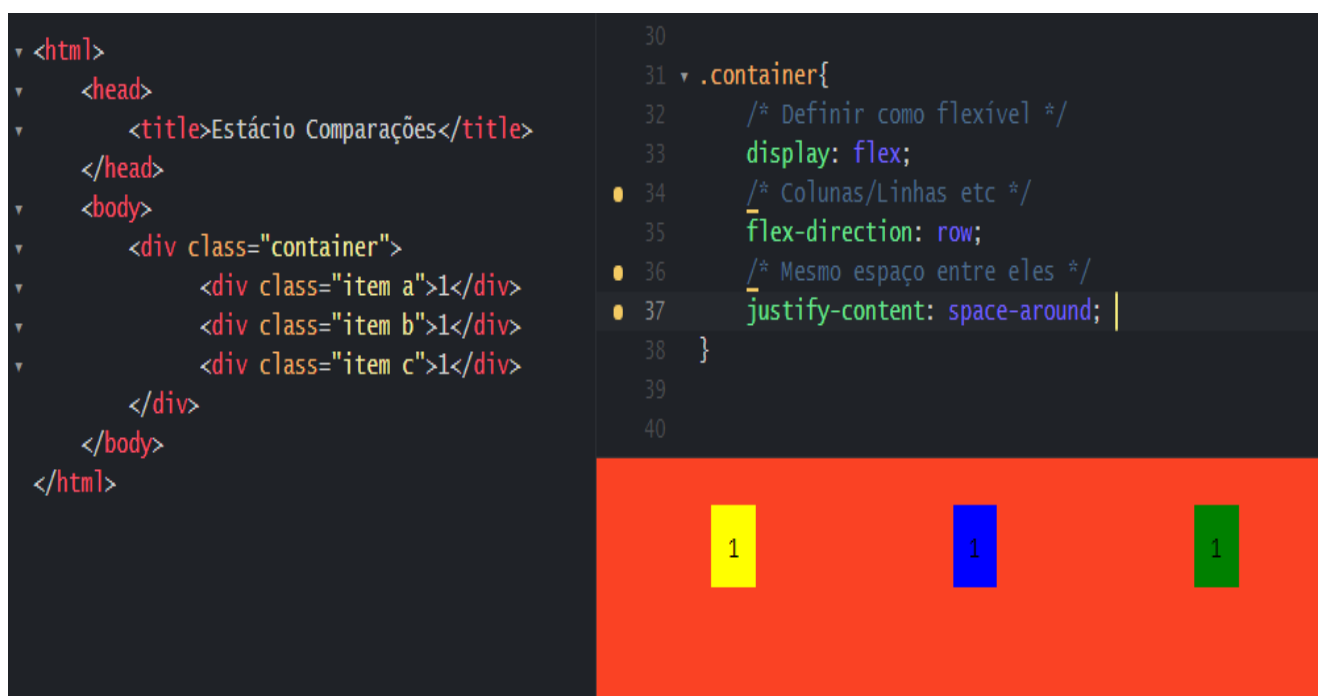 <html>
<head>
<title>Estácio Comparações</title>
</head>
<body>
<div class="container">
<div class="item a">1</div>
<div class="item b">1</div>
<div class="item c">1</div>
</div>
</body>
</html>
30
31 .container{
32 /* Definir como flexível */
33 display: flex;
34 /* Colunas/Linhas etc */
35 flex-direction: row;
36 /* Mesmo espaço entre eles */
37 justify-content: space-around;
38 }
39
40
1 1 1